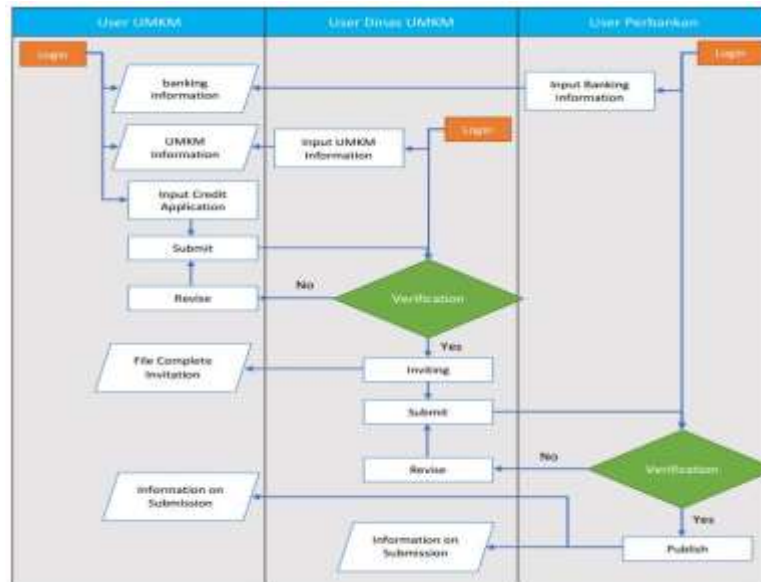 User UMKM
User Dinas UMKM
User Perbankan
Login
Login
banking
information
Input Banking
Information
Login
UMKM
Information
Input UMKM
Information
Input Credit
Application
Submit
No
Revise
Verification
Yes
File Complete
Invitation
Inviting
Submit
No
Revise
Verification
Information on
Submission
Yes
Information on
Submission
Publish